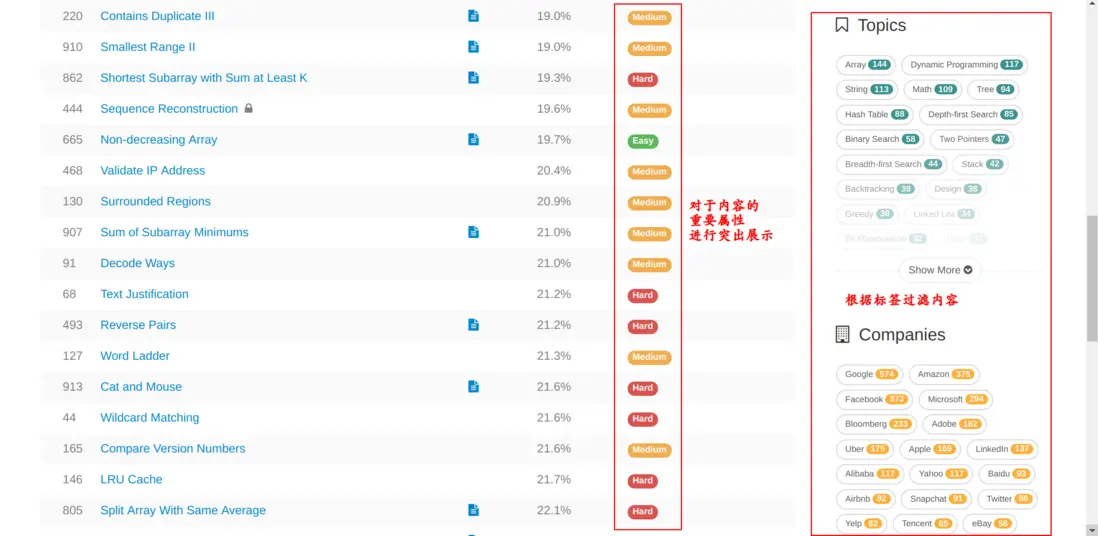 220 Contains Duplicate III 19.0% Medium
910 Smallest Range II 19.0% Medium
862 Shortest Subarray with Sum at Least K 19.3% Hard
444 Sequence Reconstruction 19.6% Medium
665 Non-decreasing Array 19.7% Easy
468 Validate IP Address 20.4% Medium
130 Surrounded Regions 20.9% Medium
907 Sum of Subarray Minimums 21.0% Medium
91 Decode Ways 21.0% Medium
68 Text Justification 21.2% Hard
493 Reverse Pairs 21.2% Hard
127 Word Ladder 21.3% Medium
913 Cat and Mouse 21.6% Hard
44 Wildcard Matching 21.6% Hard
165 Compare Version Numbers 21.6% Medium
146 LRU Cache 21.7% Hard
805 Split Array With Same Average 22.1% Hard
对于内容的
重要属性
进行突出展示
Topics
Array 144 Dynamic Programming 117
String 113 Math 109 Tree 94
Hash Table 88 Depth-first Search 85
Binary Search 58 Two Pointers 47
Breadth-first Search 44 Stack 42
Backtracking 39 Design 38
Greedy 38 Linked List 34
Bit Manipulation 32
Show More
根据标签过滤内容
Companies
Google 574 Amazon 375
Facebook 373 Microsoft 294
Bloomberg 233 Adobe 182
Uber 175 Apple 169 LinkedIn 137
Alibaba 117 Yahoo 117 Baidu 93
Airbnb 92 Snapchat 91 Twitter 86
Yelp 82 Tencent 65 eBay 58